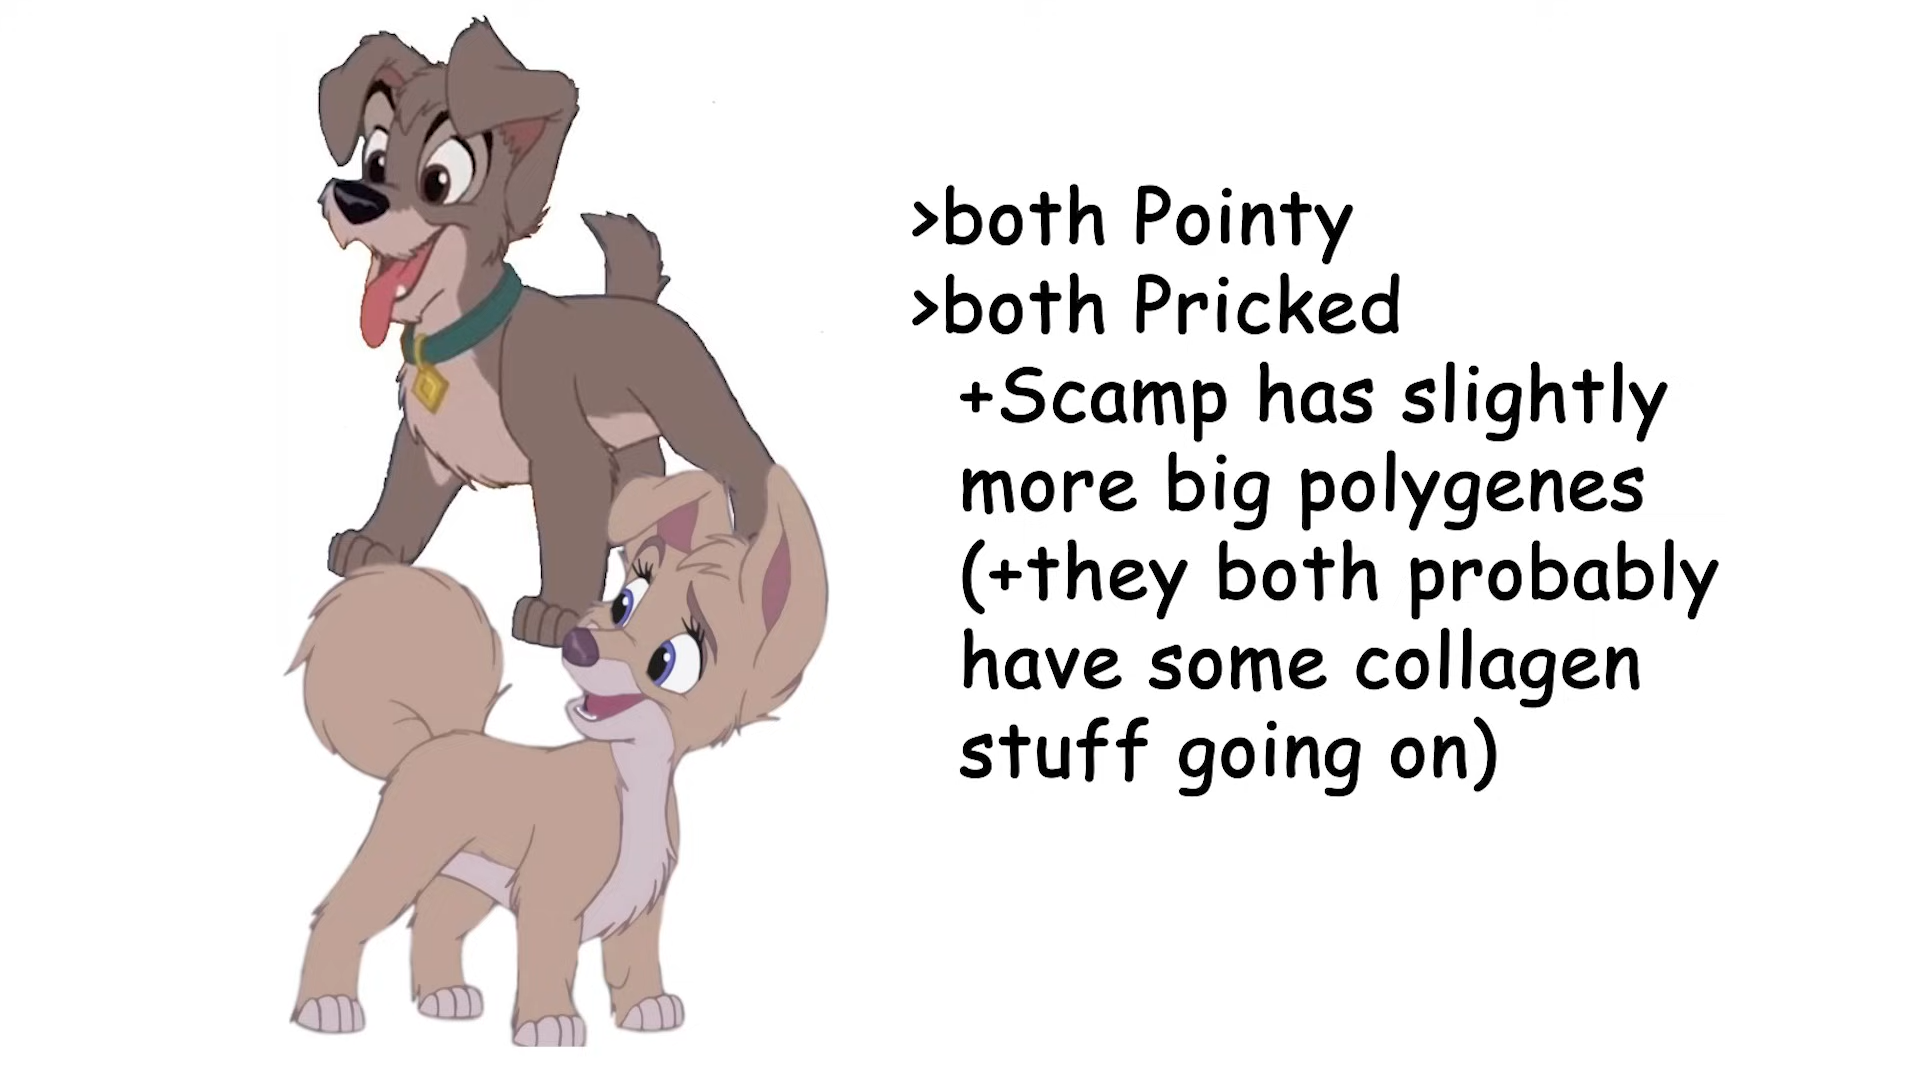 >both Pointy
>both Pricked
+Scamp has slightly
more big polygenes
(+they both probably
have some collagen
stuff going on)